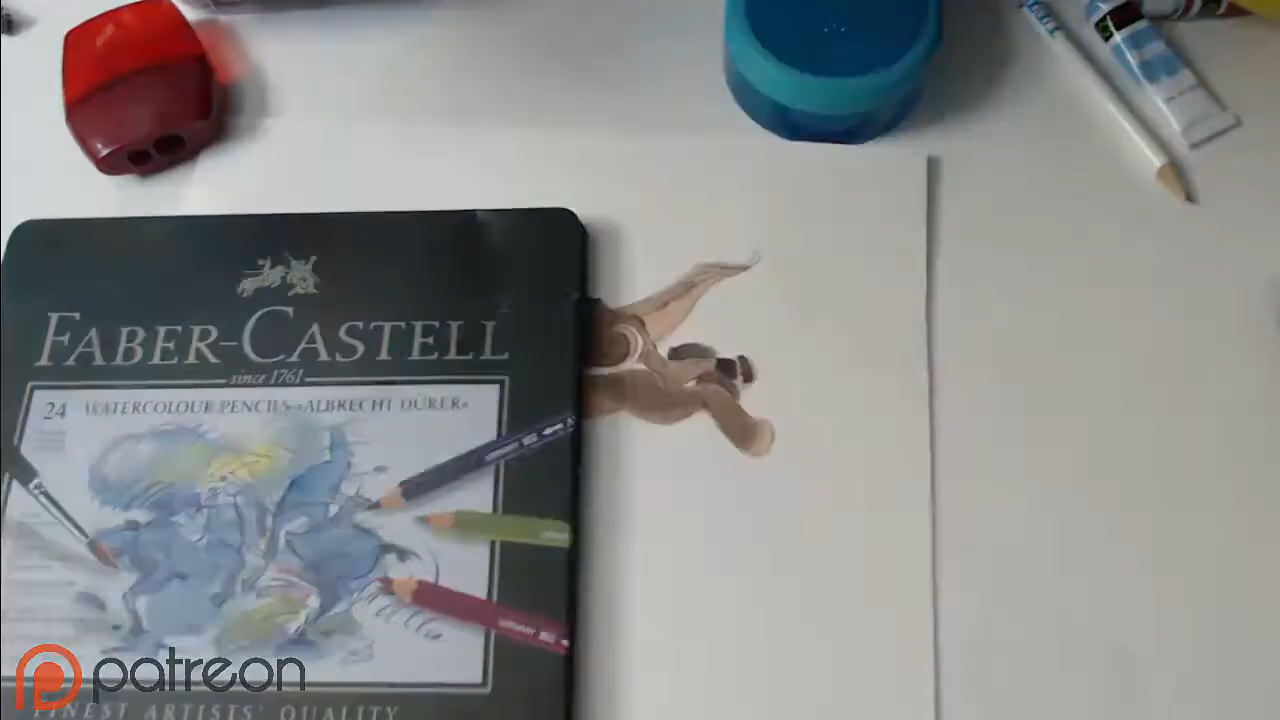 FABER-CASTELL
since 1761
24 WATERCOLOUR PENCILS »ALBRECHT DÜRER«
patreon
FINEST ARTISTS' QUALITY